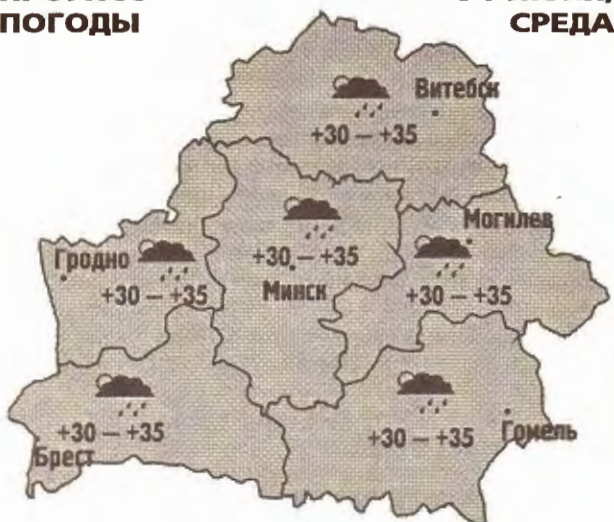 ПОГОДЫ
СРЕДА
Витебск
+30 — +35
Могилев
+30 — +35
Гродно
+30 — +35
Минск
+30 — +35
+30 — +35
Брест
+30 — +35
Гомель